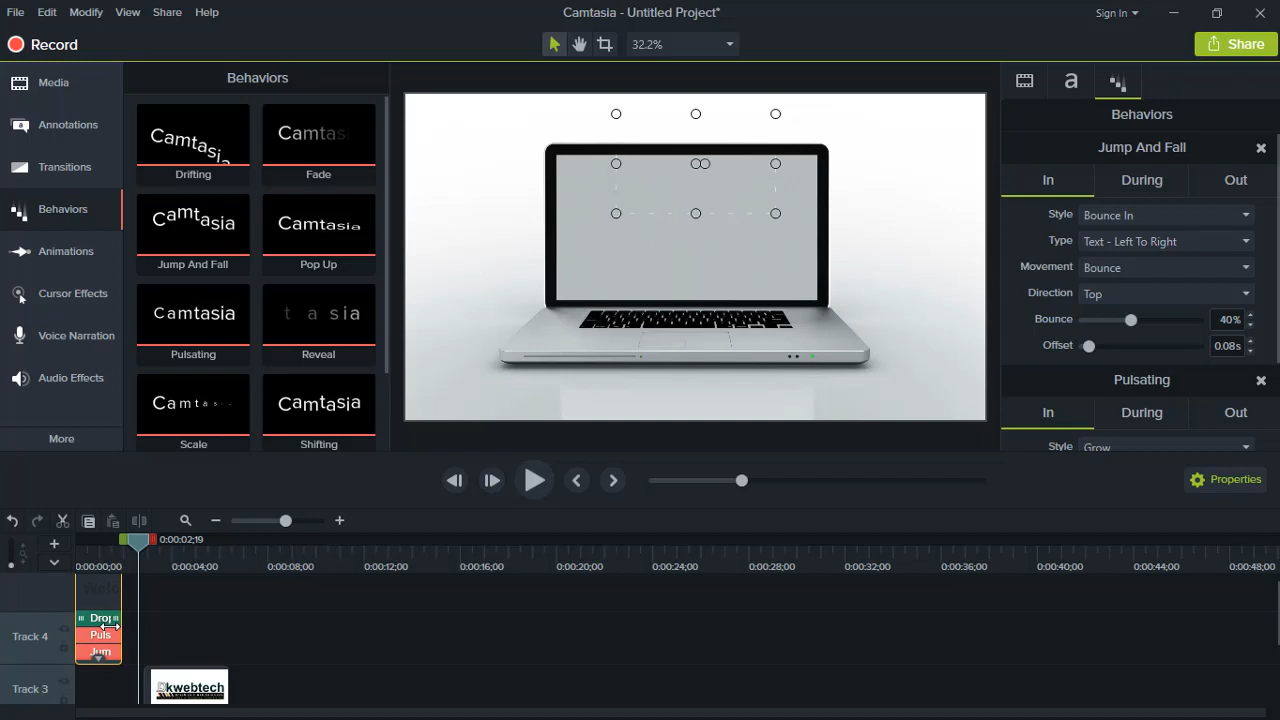 File Edit Modify View Share Help
Camtasia - Untitled Project*
Sign In
Record
32.2%
Share
Media
Annotations
Transitions
Behaviors
Animations
Cursor Effects
Voice Narration
Audio Effects
More
Behaviors
Camtasia Camtasia
Drifting Fade
Camtasia Camtasia
Jump And Fall Pop Up
Camtasia t a s i a
Pulsating Reveal
Camtas Camtasia
Scale Shifting
a
Behaviors
Jump And Fall
In During Out
Style Bounce In
Type Text - Left To Right
Movement Bounce
Direction Top
Bounce 40%
Offset 0.08s
Pulsating
In During Out
Style Grow
Properties
0:00:02;19
0:00:00;00 0:00:04;00 0:00:08;00 0:00:12;00 0:00:16;00 0:00:20;00 0:00:24;00 0:00:28;00 0:00:32;00 0:00:36;00 0:00:40;00 0:00:44;00 0:00:48;00
Welc
Track 4
Drop
Puls
Jum
Track 3
Dkwebtech